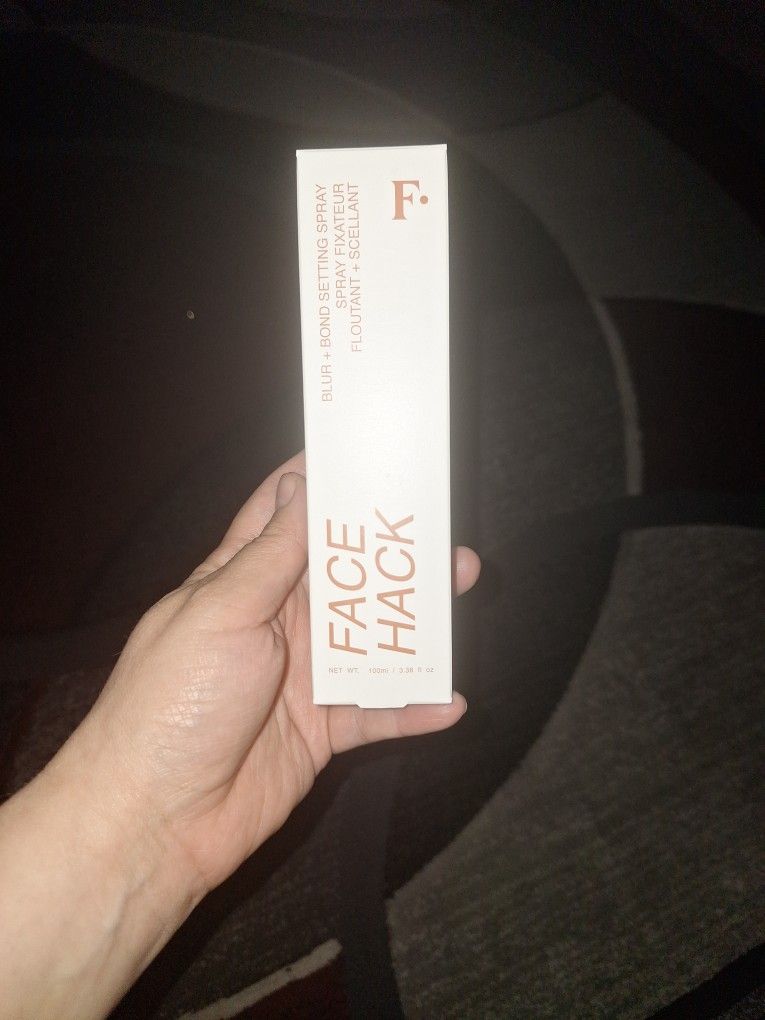 F.
BLUR + BOND SETTING SPRAY
SPRAY FIXATEUR
FLOUTANT + SCELLANT
FACE
HACK
NET WT. 100ml / 3.38 fl oz